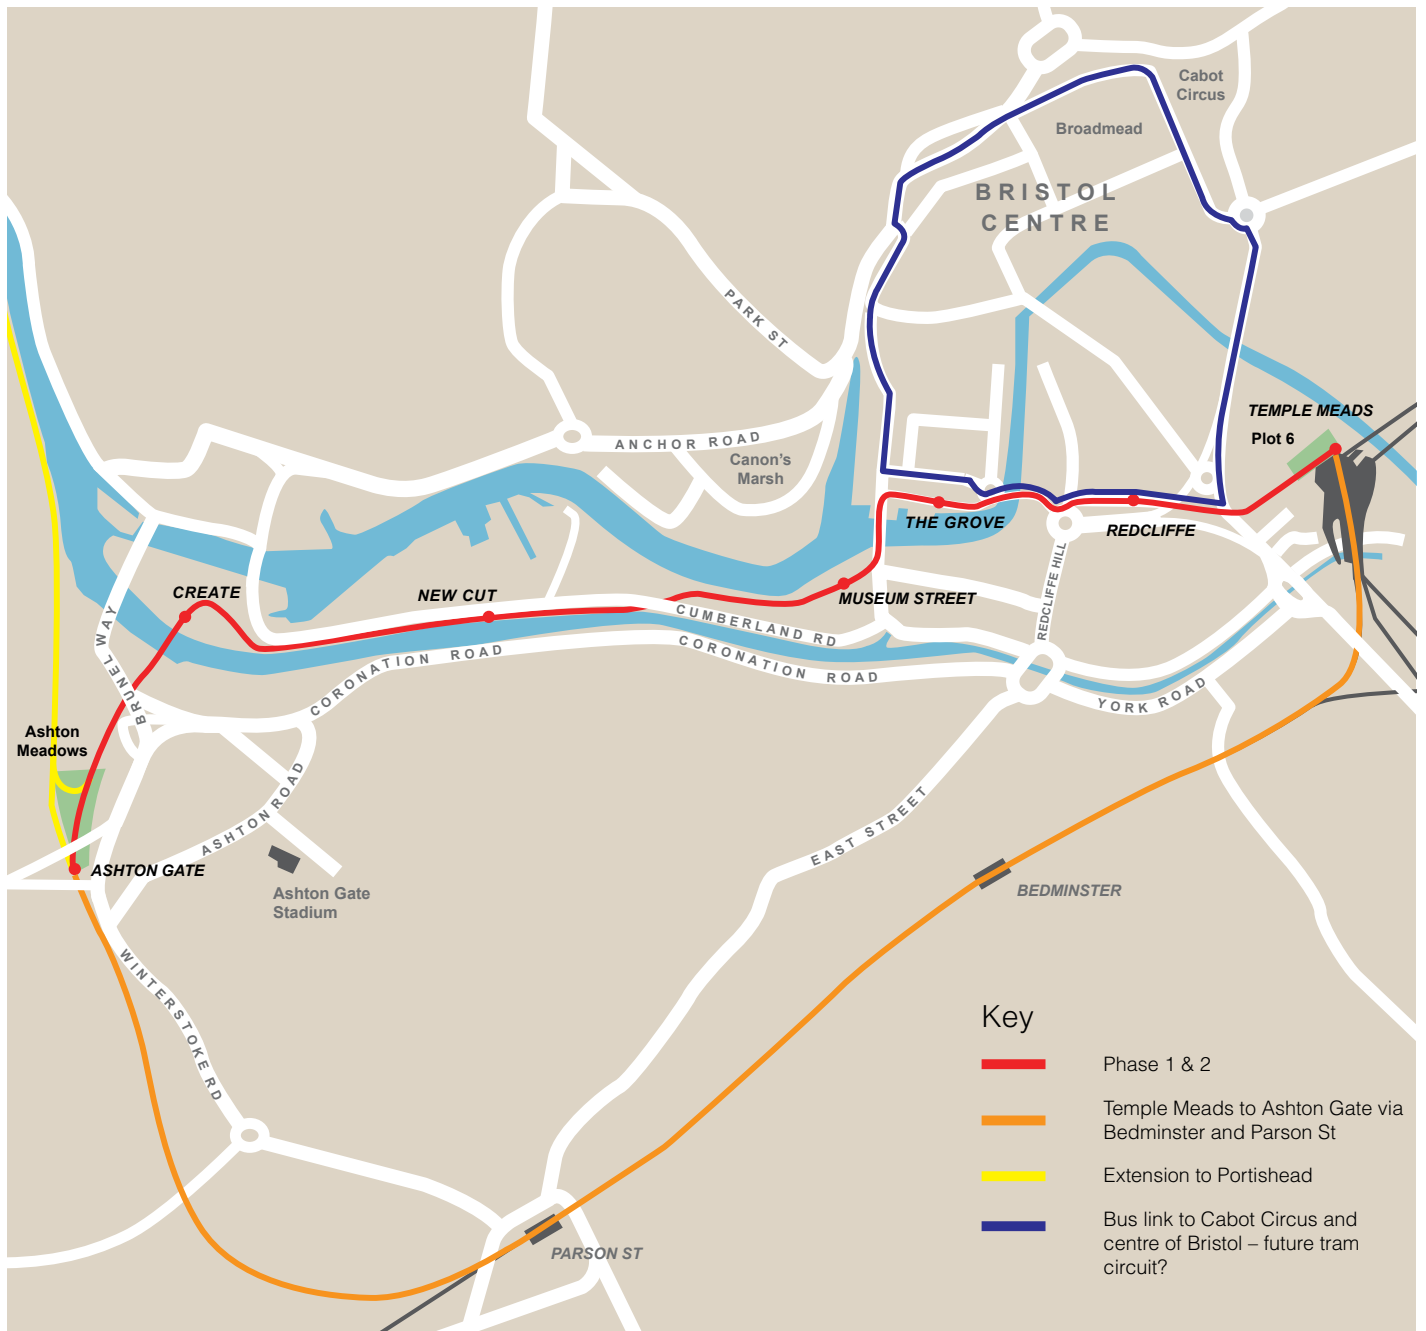 Cabot
Circus
Broadmead
BRISTOL
CENTRE
PARK ST
TEMPLE MEADS
Plot 6
ANCHOR ROAD
Canon's
Marsh
THE GROVE
REDCLIFFE
CREATE
NEW CUT
MUSEUM STREET
REDCLIFFE HILL
CUMBERLAND RD
BRUNEL WAY
CORONATION ROAD
CORONATION ROAD
YORK ROAD
Ashton
Meadows
ASHTON ROAD
EAST STREET
ASHTON GATE
Ashton Gate
Stadium
BEDMINSTER
WINTERSTOKE RD
PARSON ST
Key
Phase 1 & 2
Temple Meads to Ashton Gate via
Bedminster and Parson St
Extension to Portishead
Bus link to Cabot Circus and
centre of Bristol – future tram
circuit?